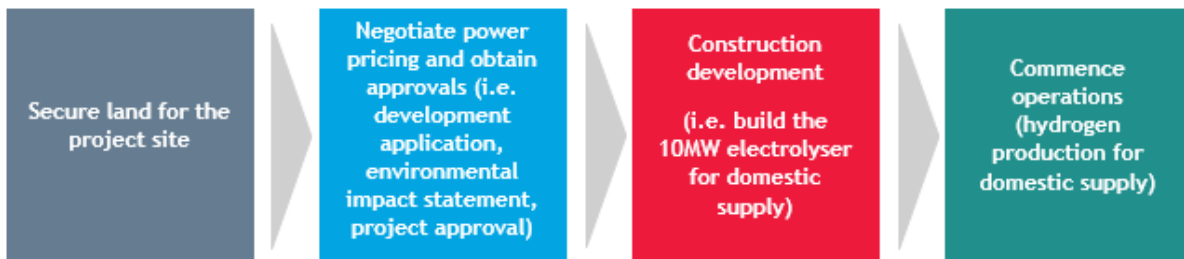 Secure land for the
project site
Negotiate power
pricing and obtain
approvals (i.e.
development
application,
environmental
impact statement,
project approval)
Construction
development
(i.e. build the
10MW electrolyser
for domestic
supply)
Commence
operations
(hydrogen
production for
domestic supply)